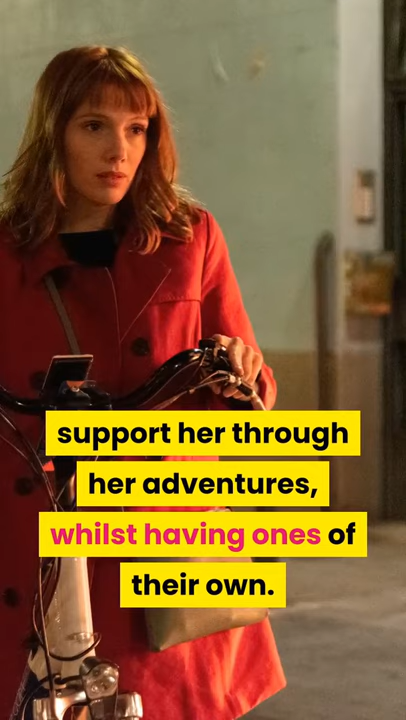 support her through
her adventures,
whilst having ones of
their own.